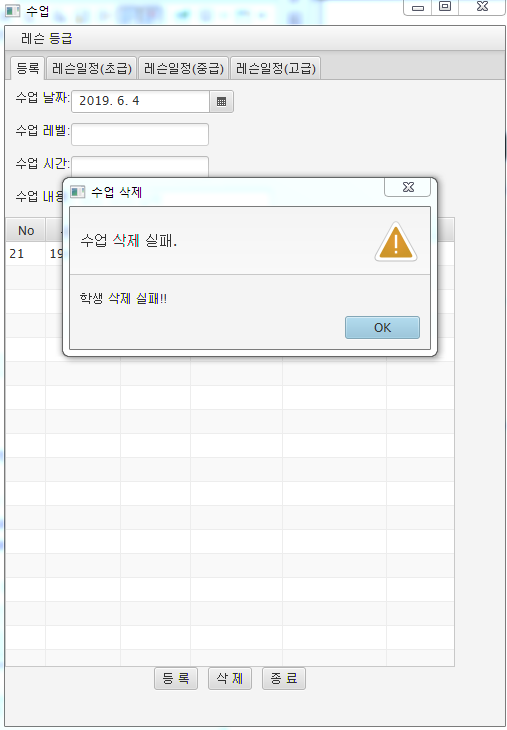 수업
레슨 등급
등록 레슨일정(초급) 레슨일정(중급) 레슨일정(고급)
수업 날짜: 2019. 6. 4
수업 레벨:
수업 시간:
수업 내용
수업 삭제
수업 삭제 실패.
학생 삭제 실패!!
OK
No
21 19
등 록 삭 제 종 료